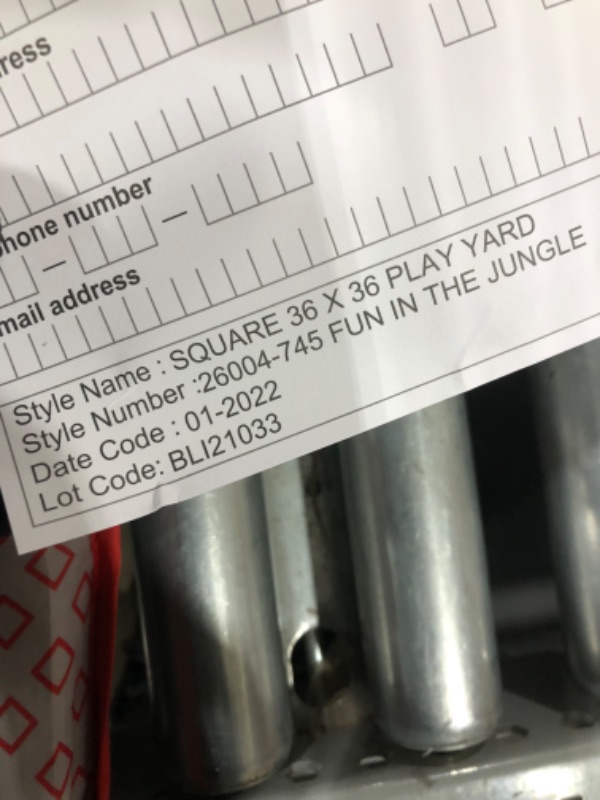 ress
hone number
mail address
Style Name : SQUARE 36 X 36 PLAY YARD
Style Number :26004-745 FUN IN THE JUNGLE
Date Code : 01-2022
Lot Code: BLI21033